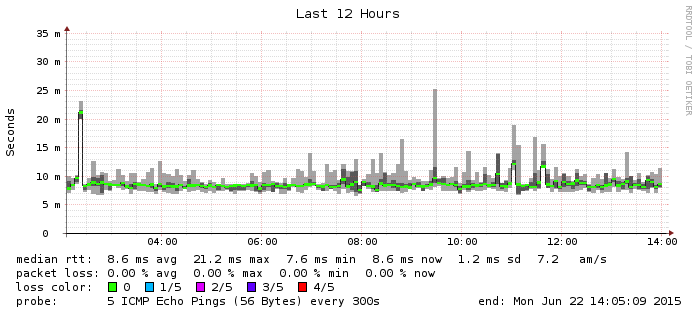 Last 12 Hours
RRDTOOL / TOBI OETIKER
35 m
30 m
25 m
20 m
15 m
10 m
5 m
0
Seconds
04:00 06:00 08:00 10:00 12:00 14:00
median rtt: 8.6 ms avg 21.2 ms max 7.6 ms min 8.6 ms now 1.2 ms sd 7.2 am/s
packet loss: 0.00 % avg 0.00 % max 0.00 % min 0.00 % now
loss color: 0 1/5 2/5 3/5 4/5
probe: 5 ICMP Echo Pings (56 Bytes) every 300s end: Mon Jun 22 14:05:09 2015